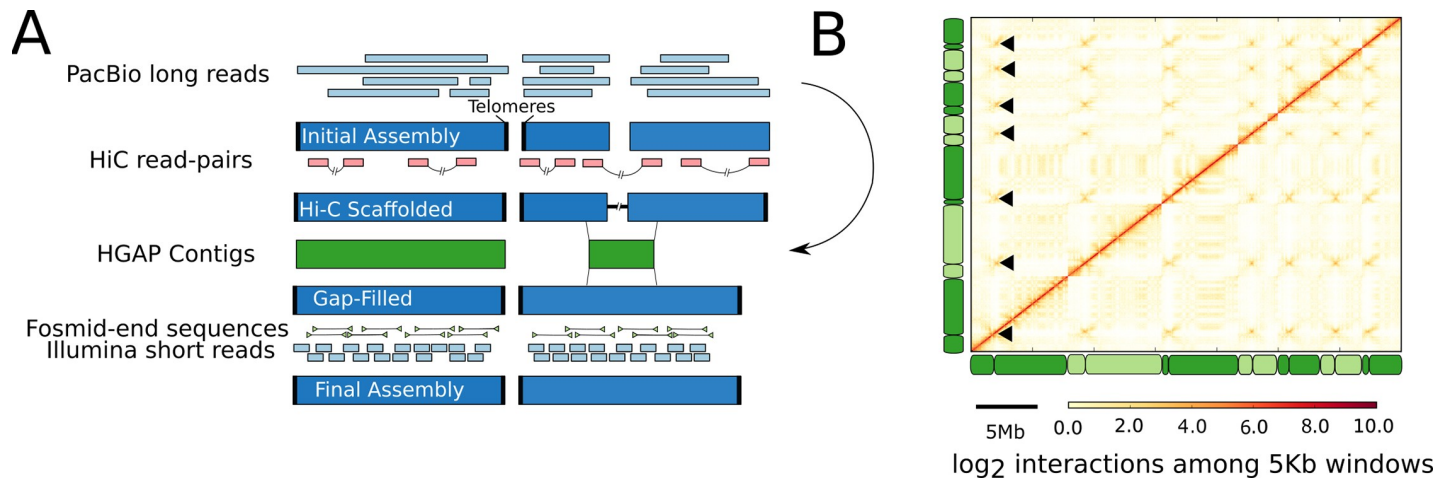 A
PacBio long reads
Telomeres
Initial Assembly
HiC read-pairs
Hi-C Scaffolded
HGAP Contigs
Gap-Filled
Fosmid-end sequences
Illumina short reads
Final Assembly
B
5Mb
0.0 2.0 4.0 6.0 8.0 10.0
log2 interactions among 5Kb windows